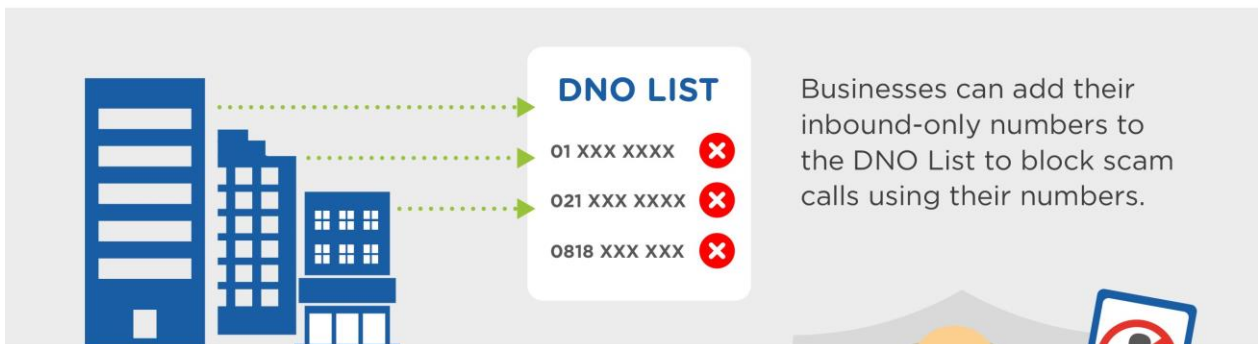 DNO LIST
01 XXX XXXX
021 XXX XXXX
0818 XXX XXX
Businesses can add their
inbound-only numbers to
the DNO List to block scam
calls using their numbers.